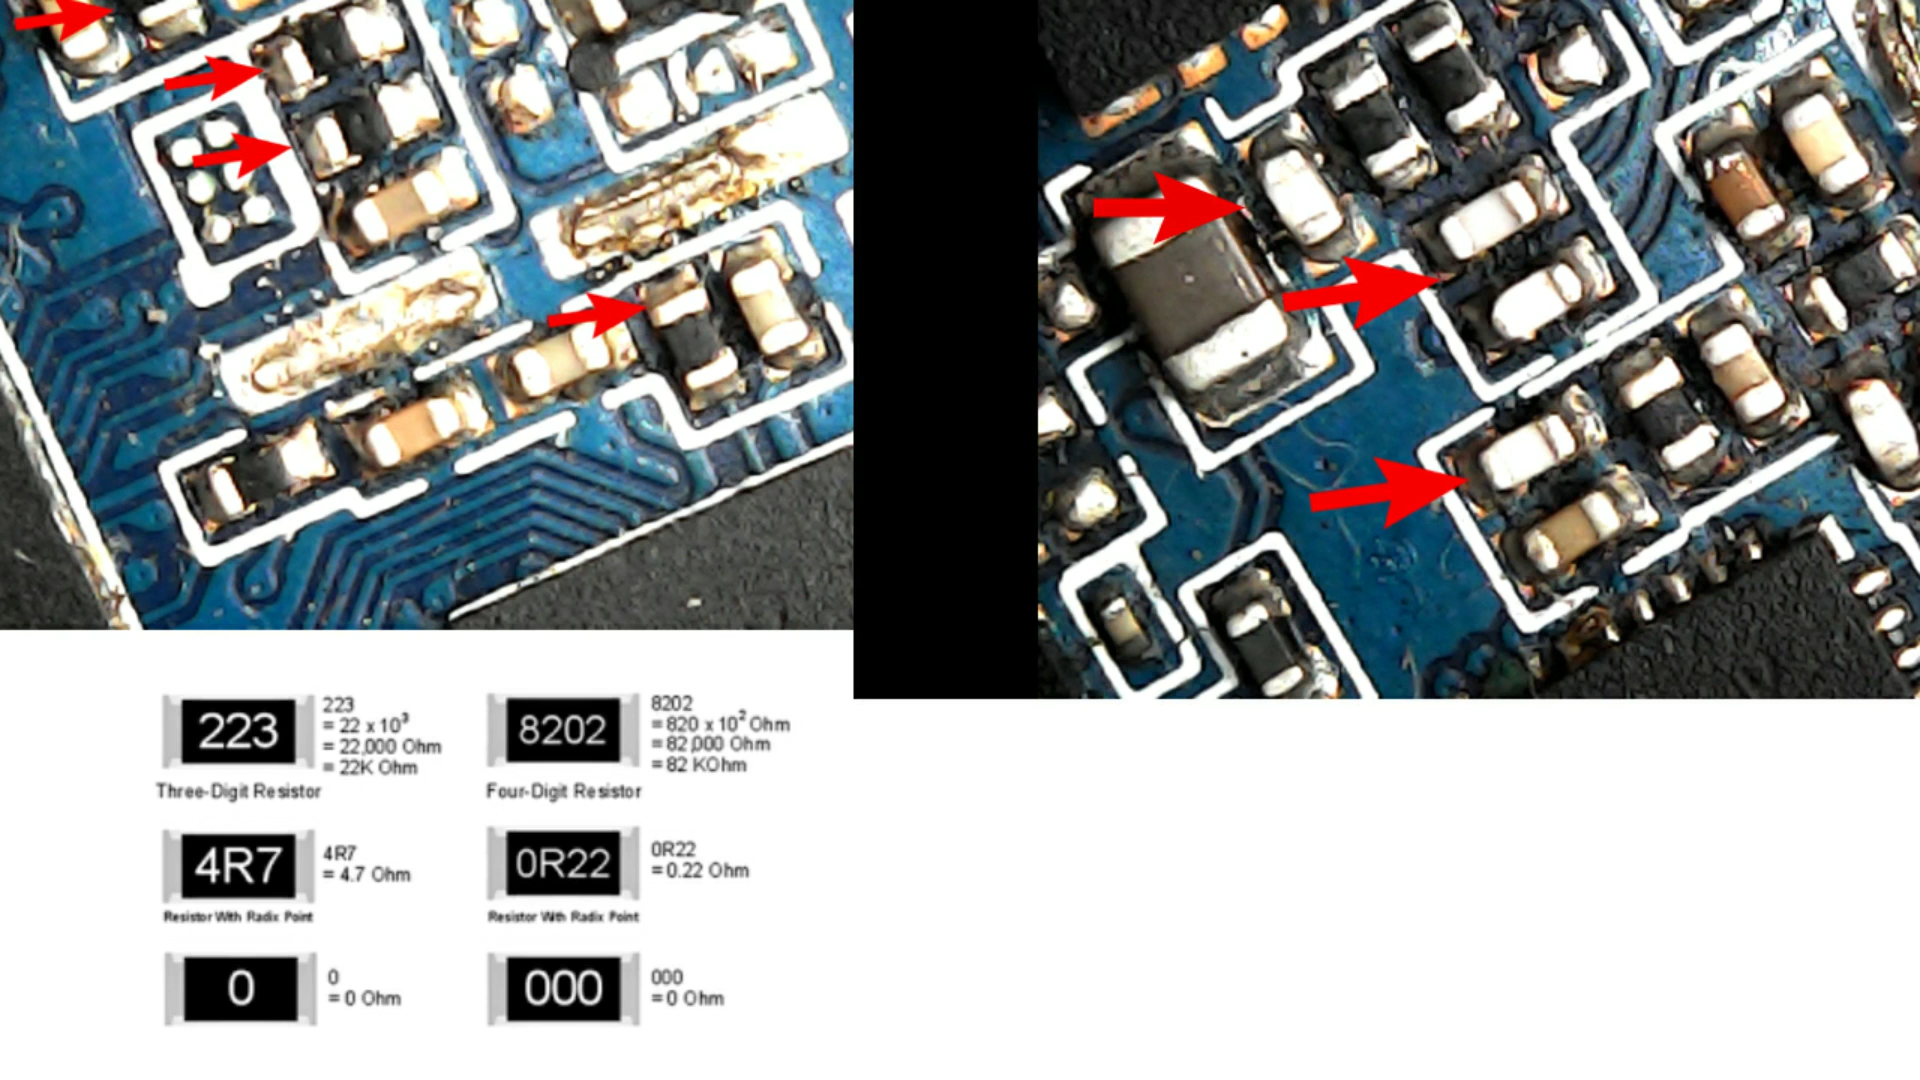 223
223
= 22 x 10³
= 22,000 Ohm
= 22K Ohm
Three-Digit Resistor
8202
8202
= 820 x 10² Ohm
= 82,000 Ohm
= 82 KOhm
Four-Digit Resistor
4R7
4R7
= 4.7 Ohm
Resistor With Radix Point
0R22
0R22
= 0.22 Ohm
Resistor With Radix Point
0
0
= 0 Ohm
000
000
= 0 Ohm